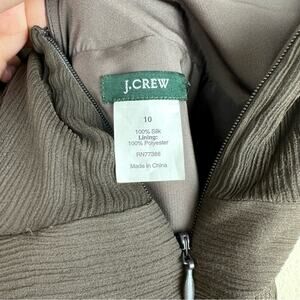 J.CREW
10
100% Silk
Lining:
100% Polyester
RN77388
Made in China